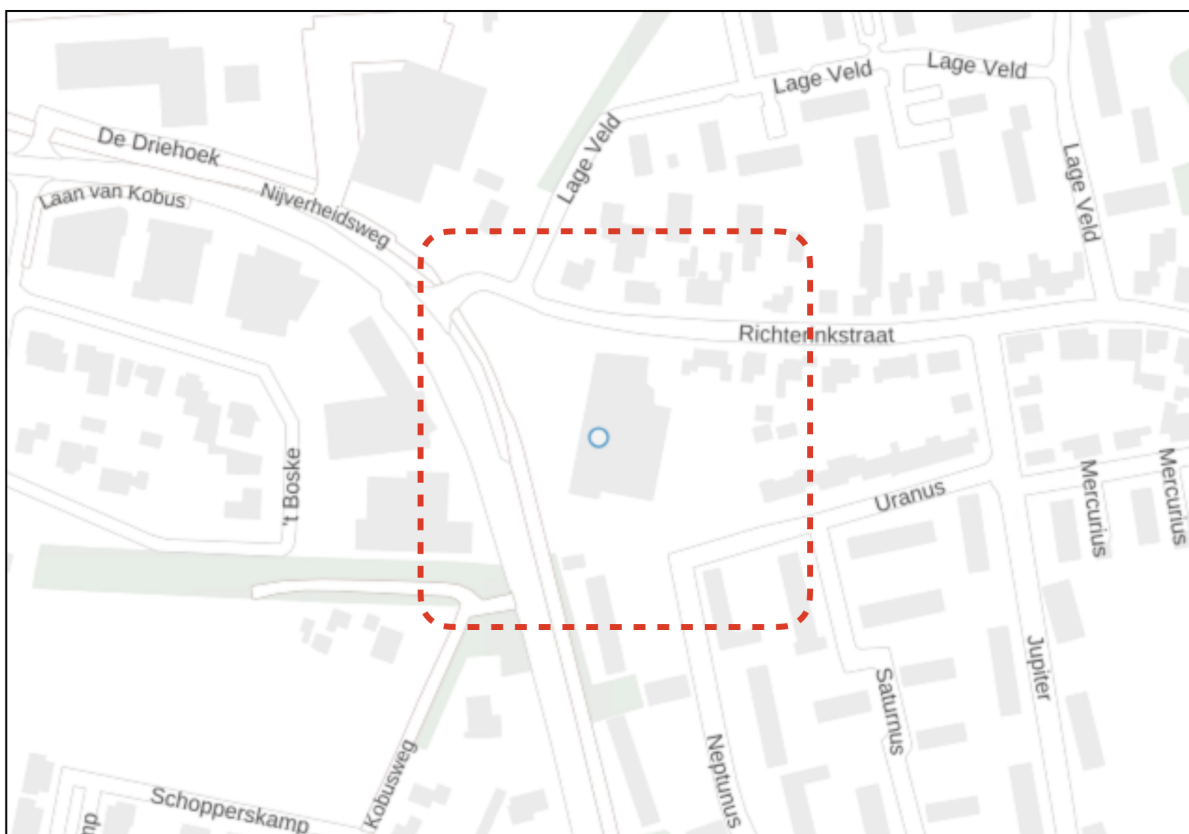 Lage Veld
Lage Veld
De Driehoek
Lage Veld
Lage Veld
Laan van Kobus
Nijverheidsweg
Richterinkstraat
't Boske
Uranus
Mercurius
Mercurius
Jupiter
Saturnus
Neptunus
Kobusweg
Schopperskamp
mp